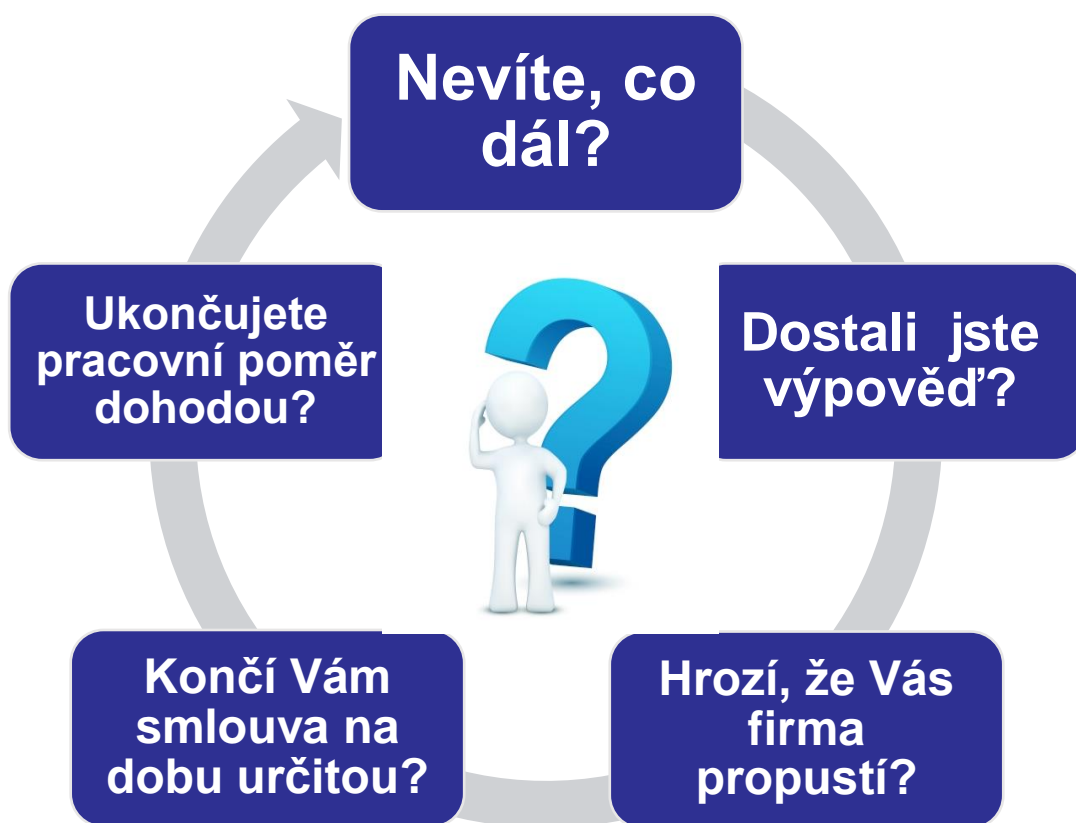 Nevíte, co
dál?
Dostali jste
výpověď?
Hrozí, že Vás
firma
propustí?
Končí Vám
smlouva na
dobu určitou?
Ukončujete
pracovní poměr
dohodou?